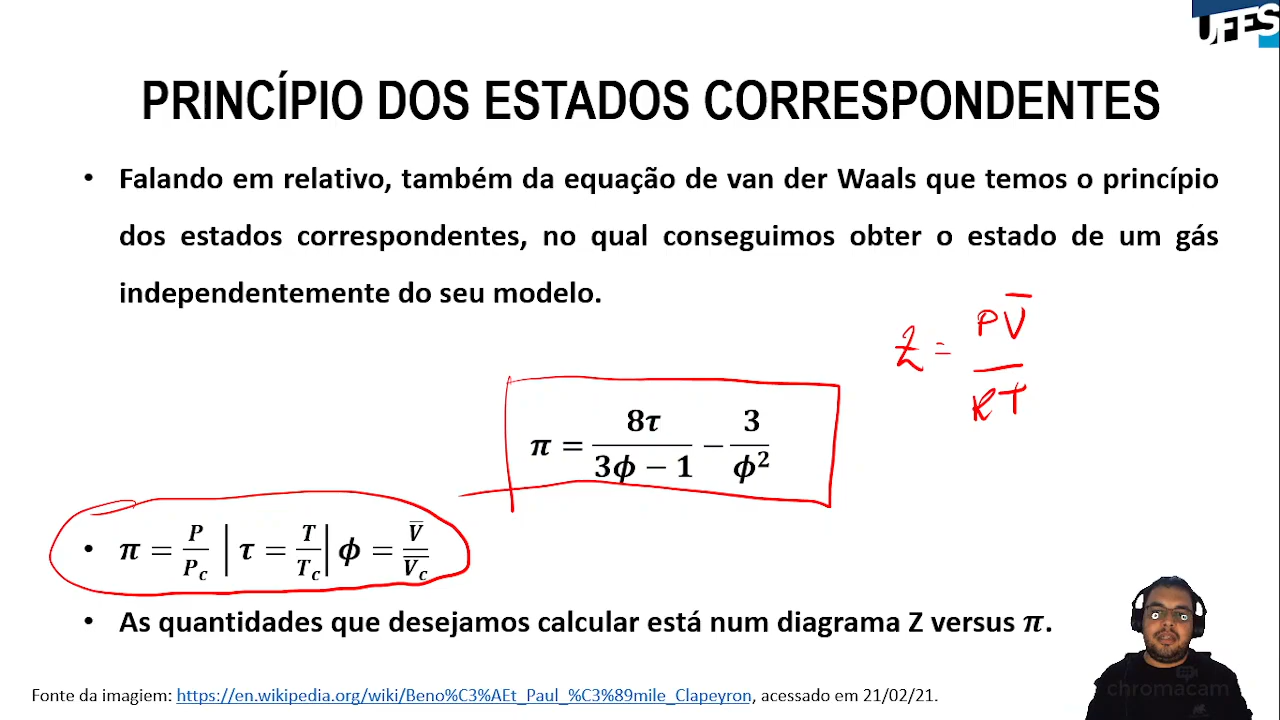 UFES
PRINCÍPIO DOS ESTADOS CORRESPONDENTES
• Falando em relativo, também da equação de van der Waals que temos o princípio
dos estados correspondentes, no qual conseguimos obter o estado de um gás
independentemente do seu modelo.
Z = PV̅ / RT
π = 8τ / (3ϕ − 1) − 3 / ϕ²
• π = P/P_c | τ = T/T_c | ϕ = V̅/V̅_c
• As quantidades que desejamos calcular está num diagrama Z versus π.
chromacam
Fonte da imagiem: https://en.wikipedia.org/wiki/Beno%C3%AEt_Paul_%C3%89mile_Clapeyron, acessado em 21/02/21.